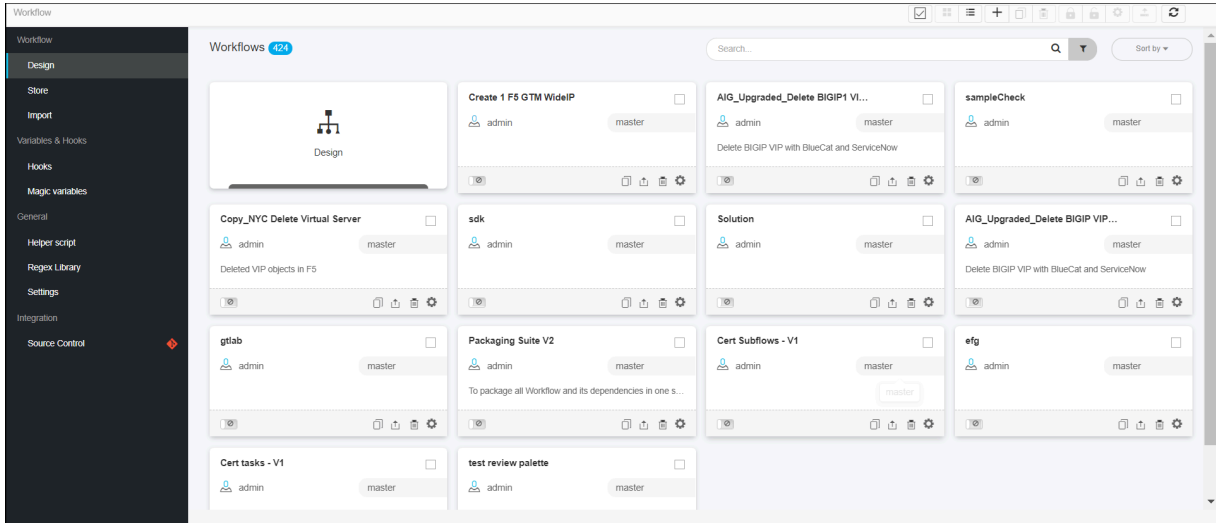 Workflow
Workflow
Design
Store
Import
Variables & Hooks
Hooks
Magic variables
General
Helper script
Regex Library
Settings
Integration
Source Control
Workflows 424
Search...
Sort by
Design
Create 1 F5 GTM WideIP
admin master
AIG_Upgraded_Delete BIGIP1 VI...
admin master
Delete BIGIP VIP with BlueCat and ServiceNow
sampleCheck
admin master
Copy_NYC Delete Virtual Server
admin master
Deleted VIP objects in F5
sdk
admin master
Solution
admin master
AIG_Upgraded_Delete BIGIP VIP...
admin master
Delete BIGIP VIP with BlueCat and ServiceNow
gtlab
admin master
Packaging Suite V2
admin master
To package all Workflow and its dependencies in one s...
Cert Subflows - V1
admin master
master
efg
admin master
Cert tasks - V1
admin master
test review palette
admin master